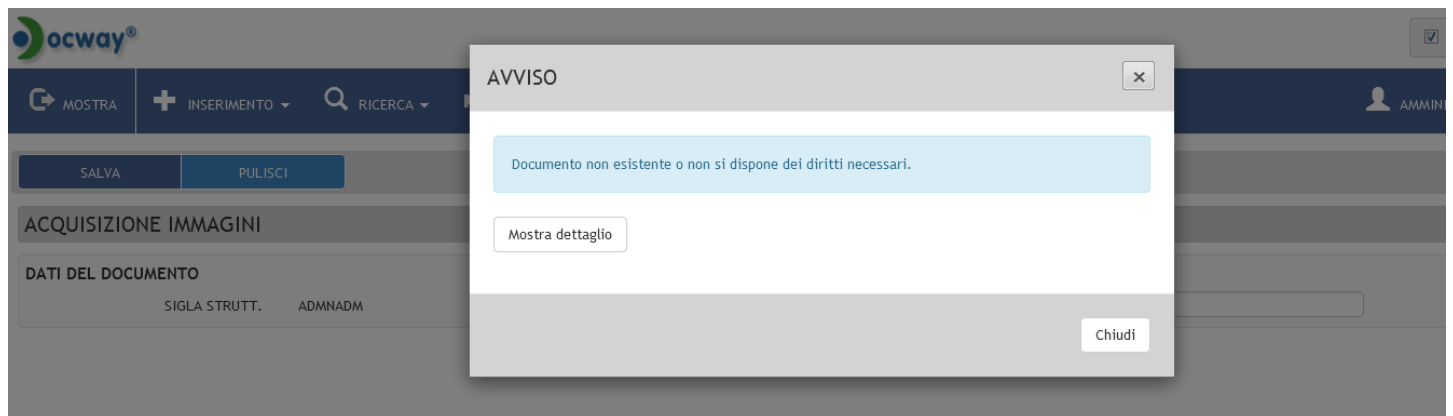 ocway®
MOSTRA
INSERIMENTO
RICERCA
AMMINI
SALVA
PULISCI
ACQUISIZIONE IMMAGINI
DATI DEL DOCUMENTO
SIGLA STRUTT. ADMNADM
AVVISO
×
Documento non esistente o non si dispone dei diritti necessari.
Mostra dettaglio
Chiudi